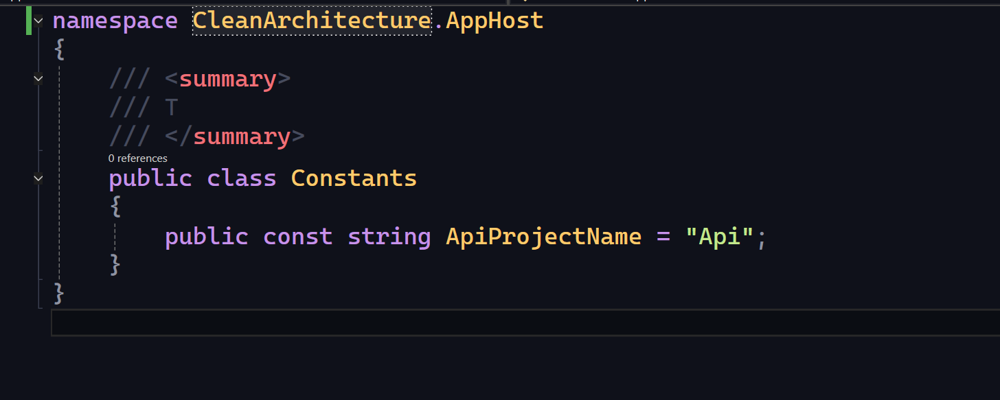 namespace CleanArchitecture.AppHost
{
/// <summary>
/// T
/// </summary>
0 references
public class Constants
{
public const string ApiProjectName = "Api";
}
}